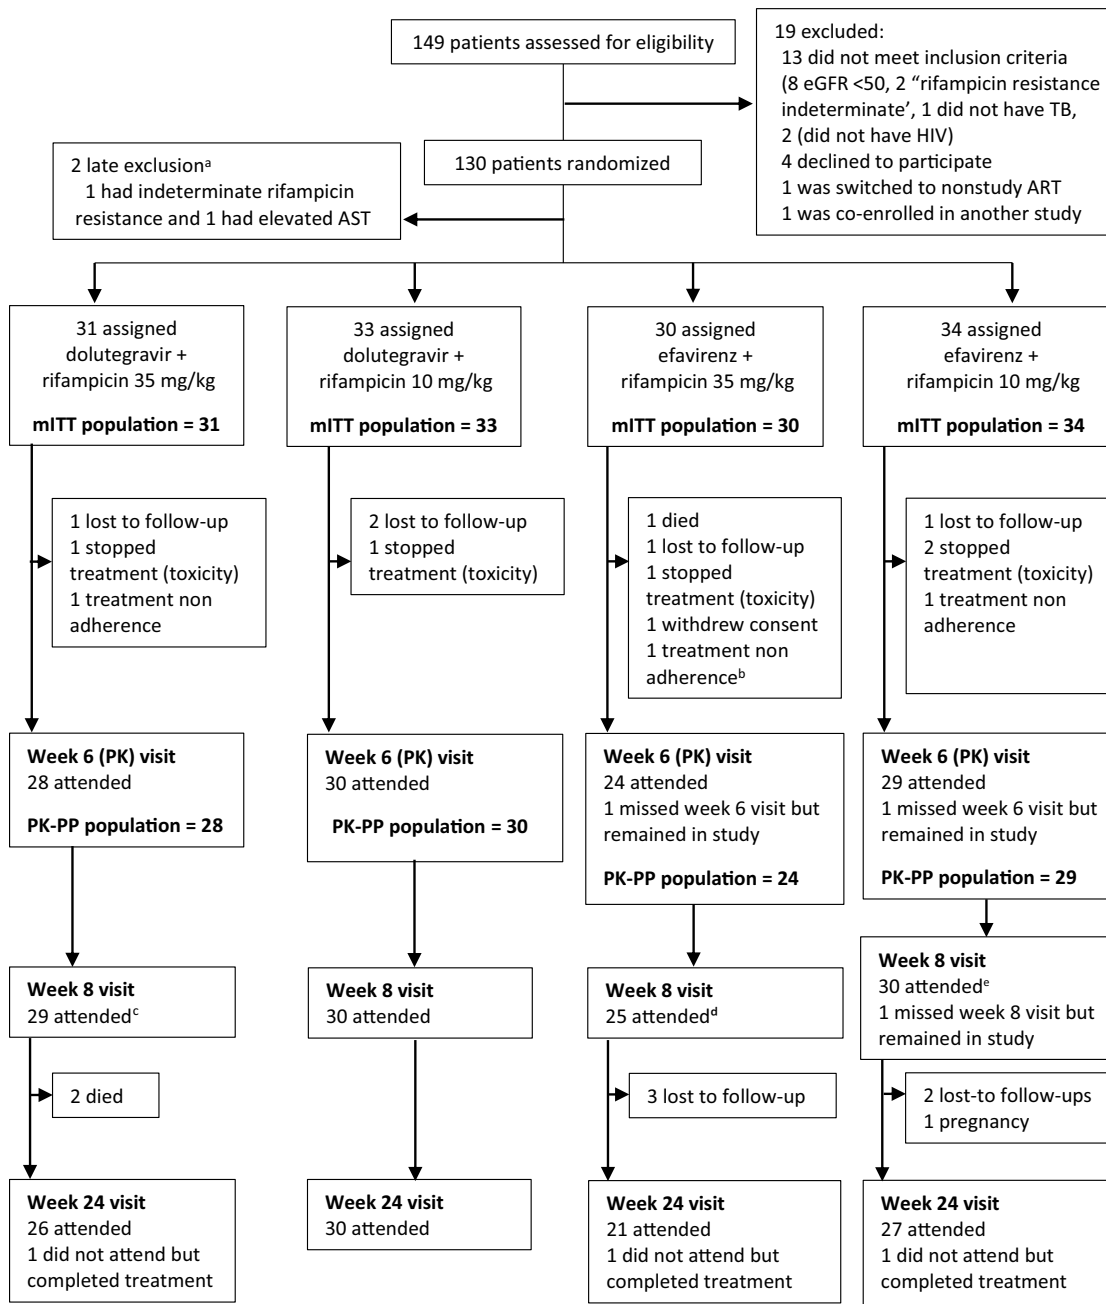 149 patients assessed for eligibility
19 excluded:
13 did not meet inclusion criteria
(8 eGFR <50, 2 “rifampicin resistance
indeterminate’, 1 did not have TB,
2 (did not have HIV)
4 declined to participate
1 was switched to nonstudy ART
1 was co-enrolled in another study
130 patients randomized
2 late exclusionᵃ
1 had indeterminate rifampicin
resistance and 1 had elevated AST
31 assigned
dolutegravir +
rifampicin 35 mg/kg
mITT population = 31
33 assigned
dolutegravir +
rifampicin 10 mg/kg
mITT population = 33
30 assigned
efavirenz +
rifampicin 35 mg/kg
mITT population = 30
34 assigned
efavirenz +
rifampicin 10 mg/kg
mITT population = 34
1 lost to follow-up
1 stopped
treatment (toxicity)
1 treatment non
adherence
2 lost to follow-up
1 stopped
treatment (toxicity)
1 died
1 lost to follow-up
1 stopped
treatment (toxicity)
1 withdrew consent
1 treatment non
adherenceᵇ
1 lost to follow-up
2 stopped
treatment (toxicity)
1 treatment non
adherence
Week 6 (PK) visit
28 attended
PK-PP population = 28
Week 6 (PK) visit
30 attended
PK-PP population = 30
Week 6 (PK) visit
24 attended
1 missed week 6 visit but
remained in study
PK-PP population = 24
Week 6 (PK) visit
29 attended
1 missed week 6 visit but
remained in study
PK-PP population = 29
Week 8 visit
29 attendedᶜ
Week 8 visit
30 attended
Week 8 visit
25 attendedᵈ
Week 8 visit
30 attendedᵉ
1 missed week 8 visit but
remained in study
2 died
3 lost to follow-up
2 lost-to follow-ups
1 pregnancy
Week 24 visit
26 attended
1 did not attend but
completed treatment
Week 24 visit
30 attended
Week 24 visit
21 attended
1 did not attend but
completed treatment
Week 24 visit
27 attended
1 did not attend but
completed treatment